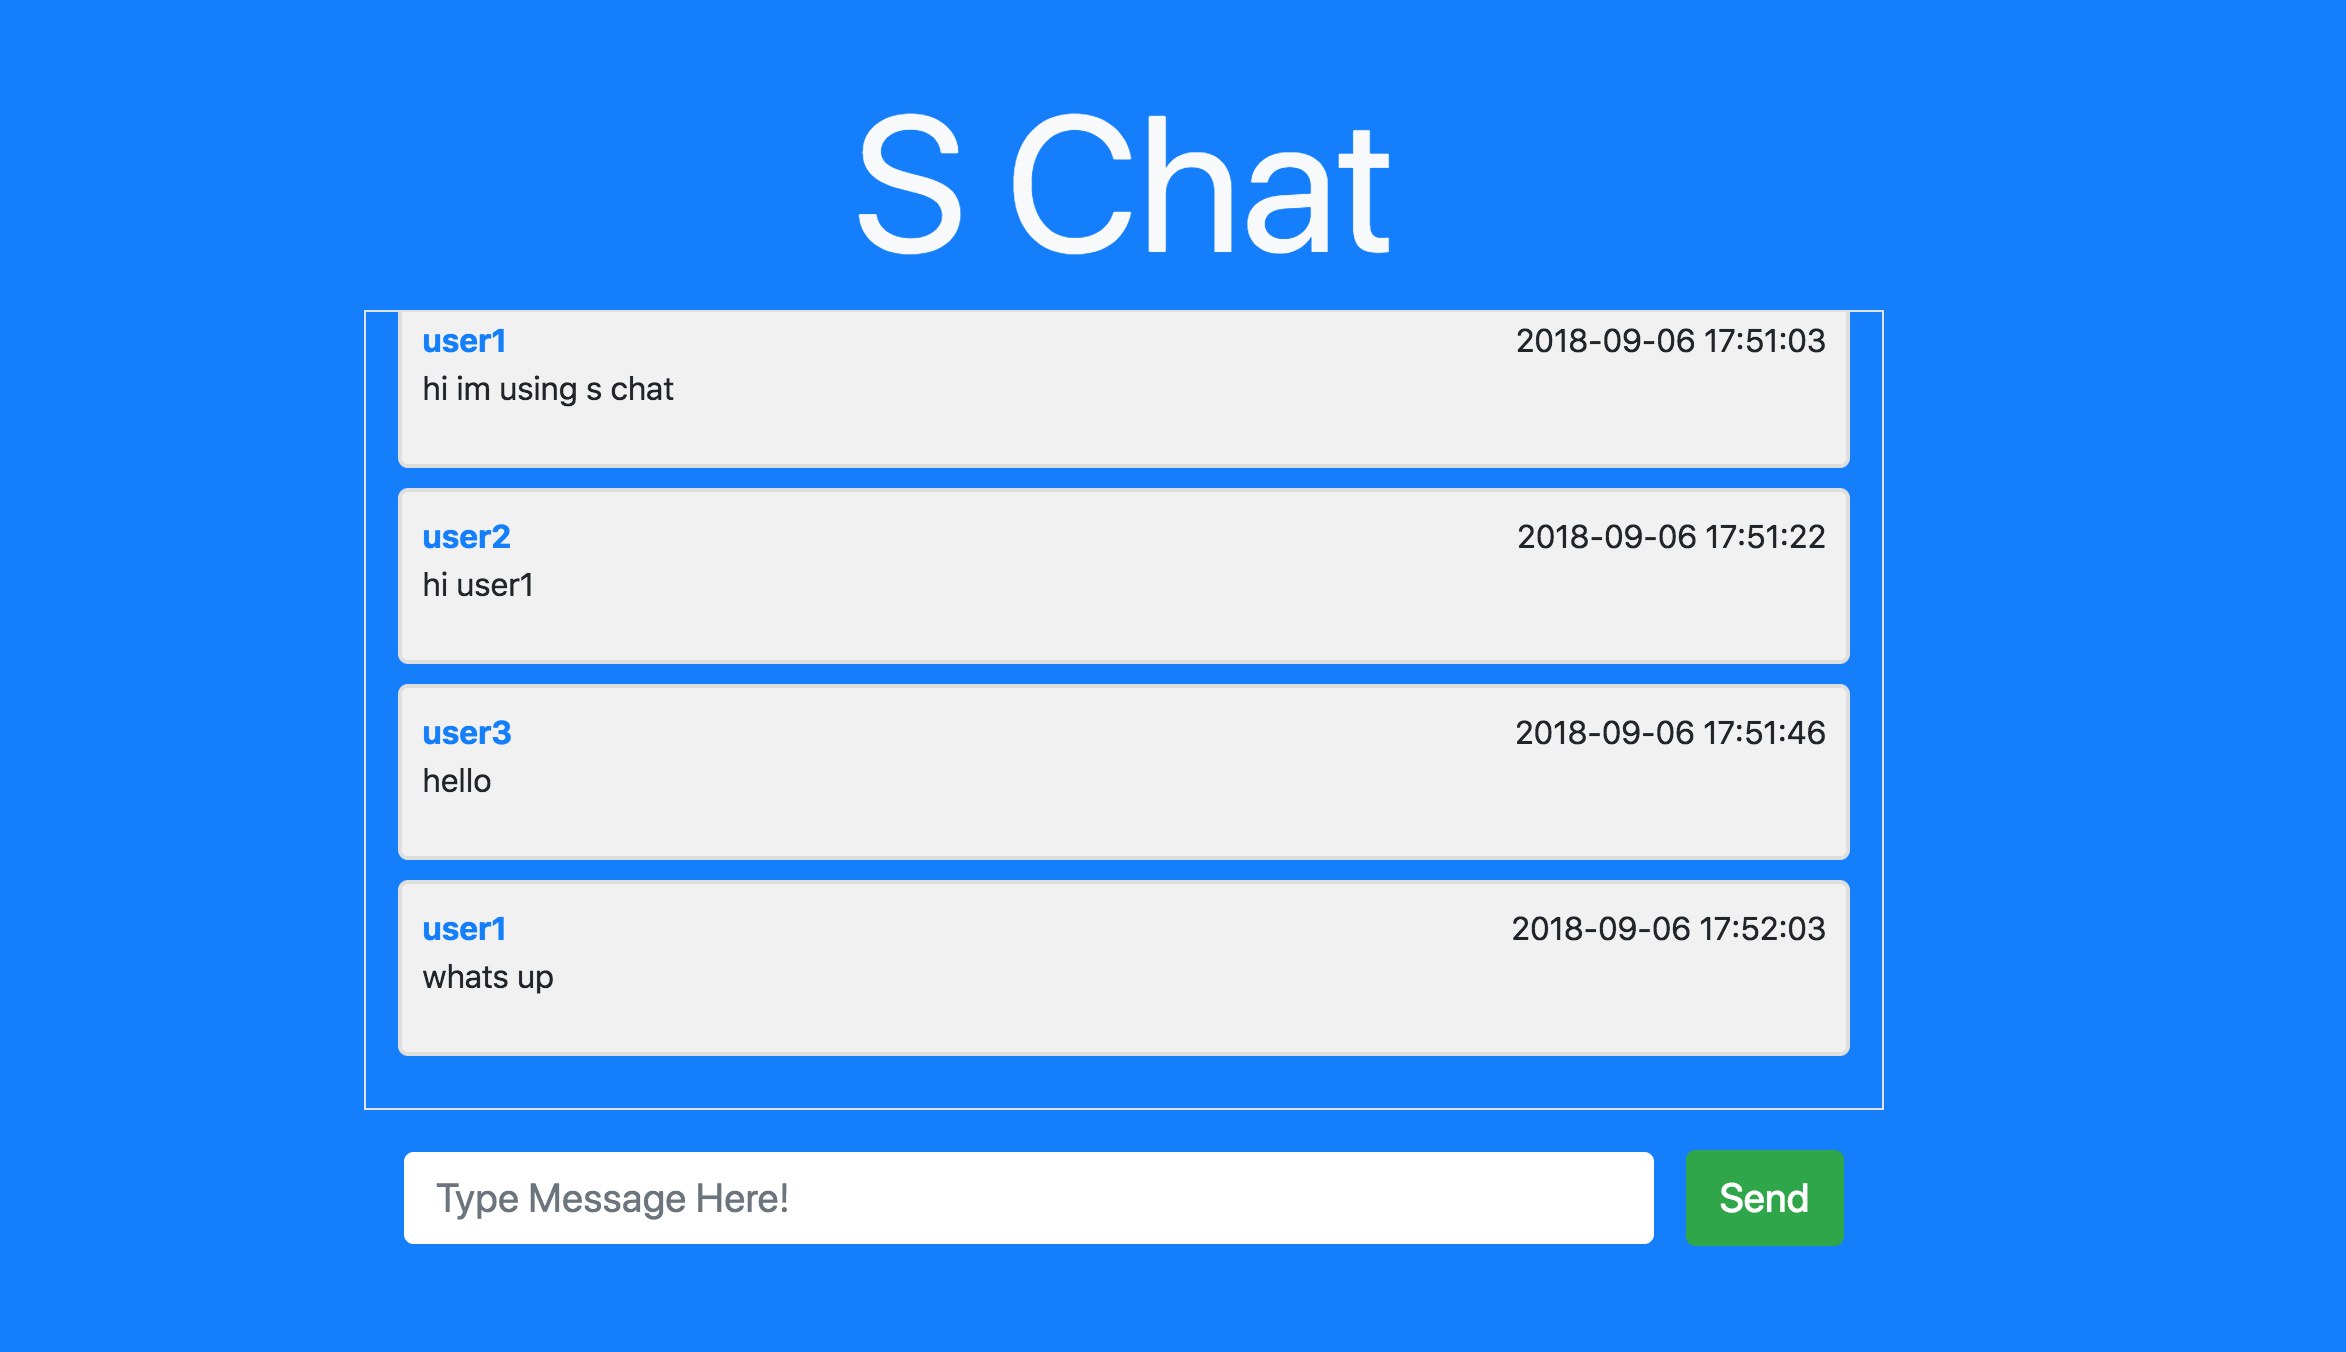 S Chat
user1 2018-09-06 17:51:03
hi im using s chat
user2 2018-09-06 17:51:22
hi user1
user3 2018-09-06 17:51:46
hello
user1 2018-09-06 17:52:03
whats up
Type Message Here! Send